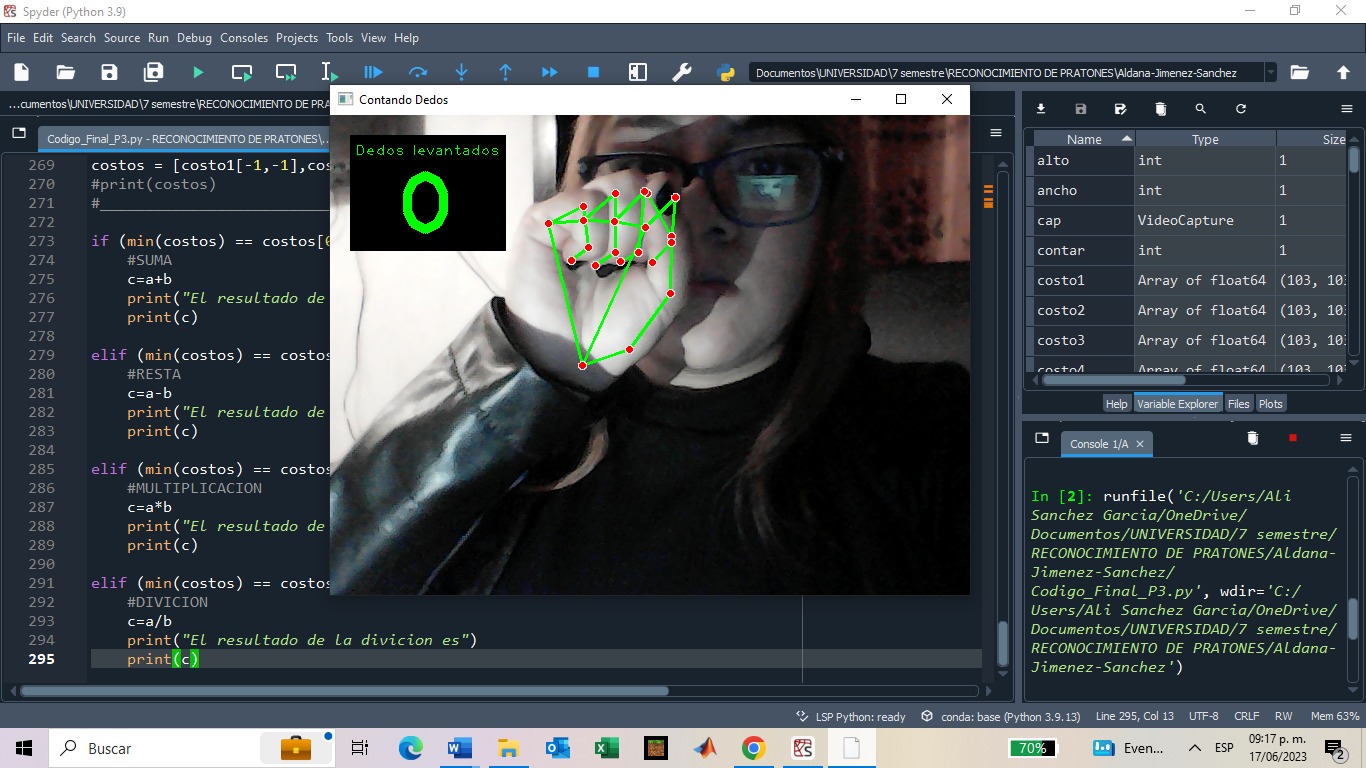 Spyder (Python 3.9)
File Edit Search Source Run Debug Consoles Projects Tools View Help
Documentos\UNIVERSIDAD\7 semestre\RECONOCIMIENTO DE PRATONES\Aldana-Jimenez-Sanchez
...cumentos\UNIVERSIDAD\7 semestre\RECONOCIMIENTO DE PRA
Contando Dedos
Codigo_Final_P3.py - RECONOCIMIENTO DE PRATONES\...
Dedos levantados
0
269 costos = [costo1[-1,-1],cos
270 #print(costos)
271 #
272
273 if (min(costos) == costos[0
274 #SUMA
275 c=a+b
276 print("El resultado de
277 print(c)
278
279 elif (min(costos) == costos
280 #RESTA
281 c=a-b
282 print("El resultado de
283 print(c)
284
285 elif (min(costos) == costos
286 #MULTIPLICACION
287 c=a*b
288 print("El resultado de
289 print(c)
290
291 elif (min(costos) == costos
292 #DIVICION
293 c=a/b
294 print("El resultado de la divicion es")
295 print(c)
Name Type Size
alto int 1
ancho int 1
cap VideoCapture 1
contar int 1
costo1 Array of float64 (103, 103
costo2 Array of float64 (103, 103
costo3 Array of float64 (103, 103
costo4 Array of float64 (103, 103
Help Variable Explorer Files Plots
Console 1/A
In [2]: runfile('C:/Users/Ali
Sanchez Garcia/OneDrive/
Documentos/UNIVERSIDAD/7 semestre/
RECONOCIMIENTO DE PRATONES/Aldana-
Jimenez-Sanchez/
Codigo_Final_P3.py', wdir='C:/
Users/Ali Sanchez Garcia/OneDrive/
Documentos/UNIVERSIDAD/7 semestre/
RECONOCIMIENTO DE PRATONES/Aldana-
Jimenez-Sanchez')
LSP Python: ready conda: base (Python 3.9.13) Line 295, Col 13 UTF-8 CRLF RW Mem 63%
Buscar
70% Even... ESP 09:17 p. m.
17/06/2023
2